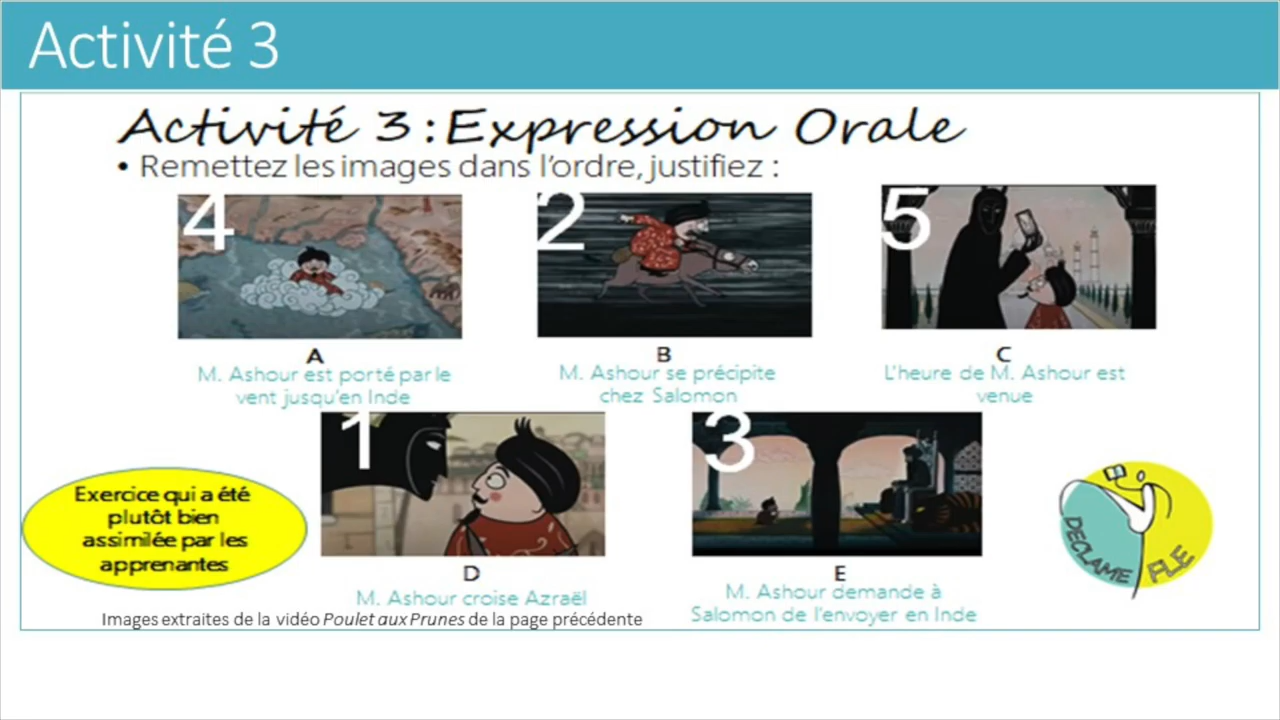 Activité 3
Activité 3 : Expression Orale
• Remettez les images dans l'ordre, justifiez :
4
2
5
A
B
C
M. Ashour est porté par le
vent jusqu'en Inde
M. Ashour se précipite
chez Salomon
L'heure de M. Ashour est
venue
1
3
Exercice qui a été
plutôt bien
assimilée par les
apprenantes
D
E
M. Ashour croise Azraël
M. Ashour demande à
Salomon de l'envoyer en Inde
Images extraites de la vidéo Poulet aux Prunes de la page précédente
DECLAME FLE